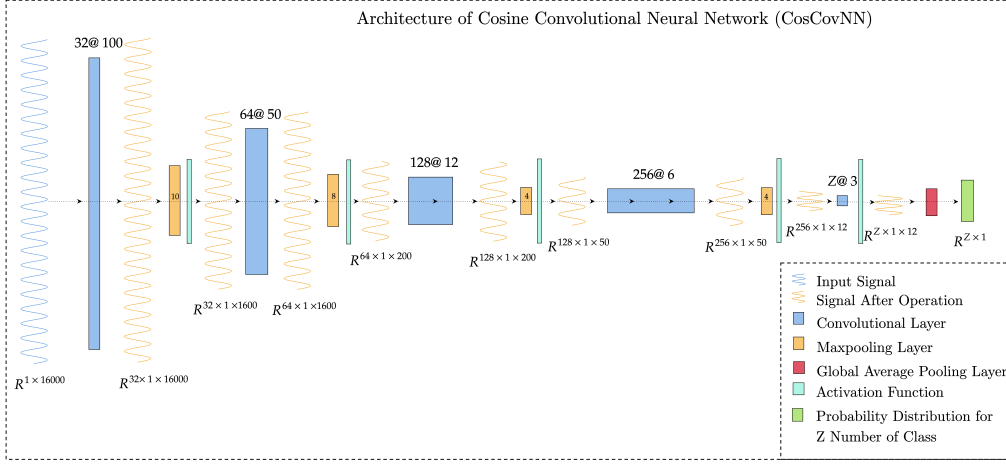 Architecture of Cosine Convolutional Neural Network (CosCovNN)
32@ 100
64@ 50
128@ 12
256@ 6
Z@ 3
10
8
4
4
R^{1×16000}
R^{32×1×16000}
R^{32×1×1600}
R^{64×1×1600}
R^{64×1×200}
R^{128×1×200}
R^{128×1×50}
R^{256×1×50}
R^{256×1×12}
R^{Z×1×12}
R^{Z×1}
Input Signal
Signal After Operation
Convolutional Layer
Maxpooling Layer
Global Average Pooling Layer
Activation Function
Probability Distribution for
Z Number of Class